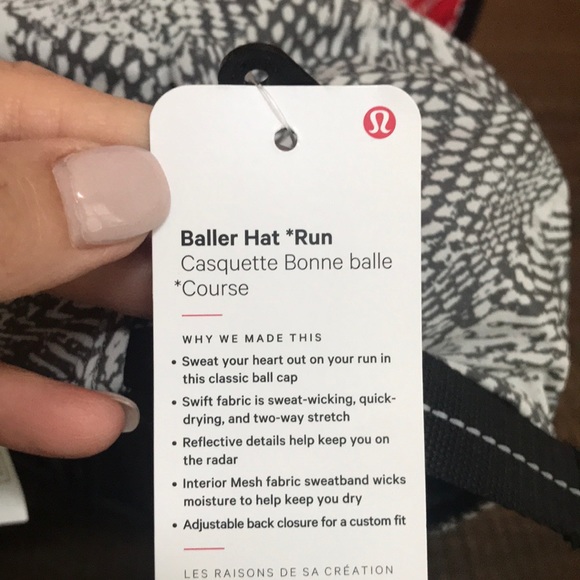 Baller Hat *Run
Casquette Bonne balle
*Course
WHY WE MADE THIS
• Sweat your heart out on your run in
this classic ball cap
• Swift fabric is sweat-wicking, quick-
drying, and two-way stretch
• Reflective details help keep you on
the radar
• Interior Mesh fabric sweatband wicks
moisture to help keep you dry
• Adjustable back closure for a custom fit
LES RAISONS DE SA CRÉATION